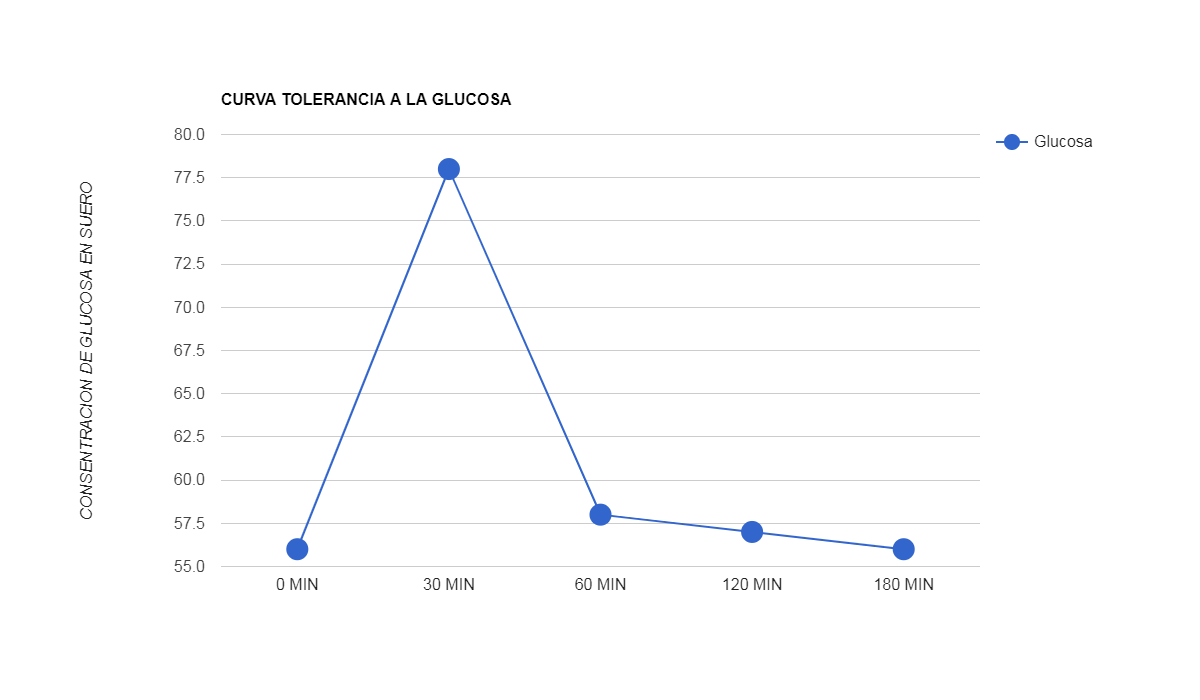 CURVA TOLERANCIA A LA GLUCOSA
CONSENTRACION DE GLUCOSA EN SUERO
80.0
77.5
75.0
72.5
70.0
67.5
65.0
62.5
60.0
57.5
55.0
0 MIN
30 MIN
60 MIN
120 MIN
180 MIN
Glucosa